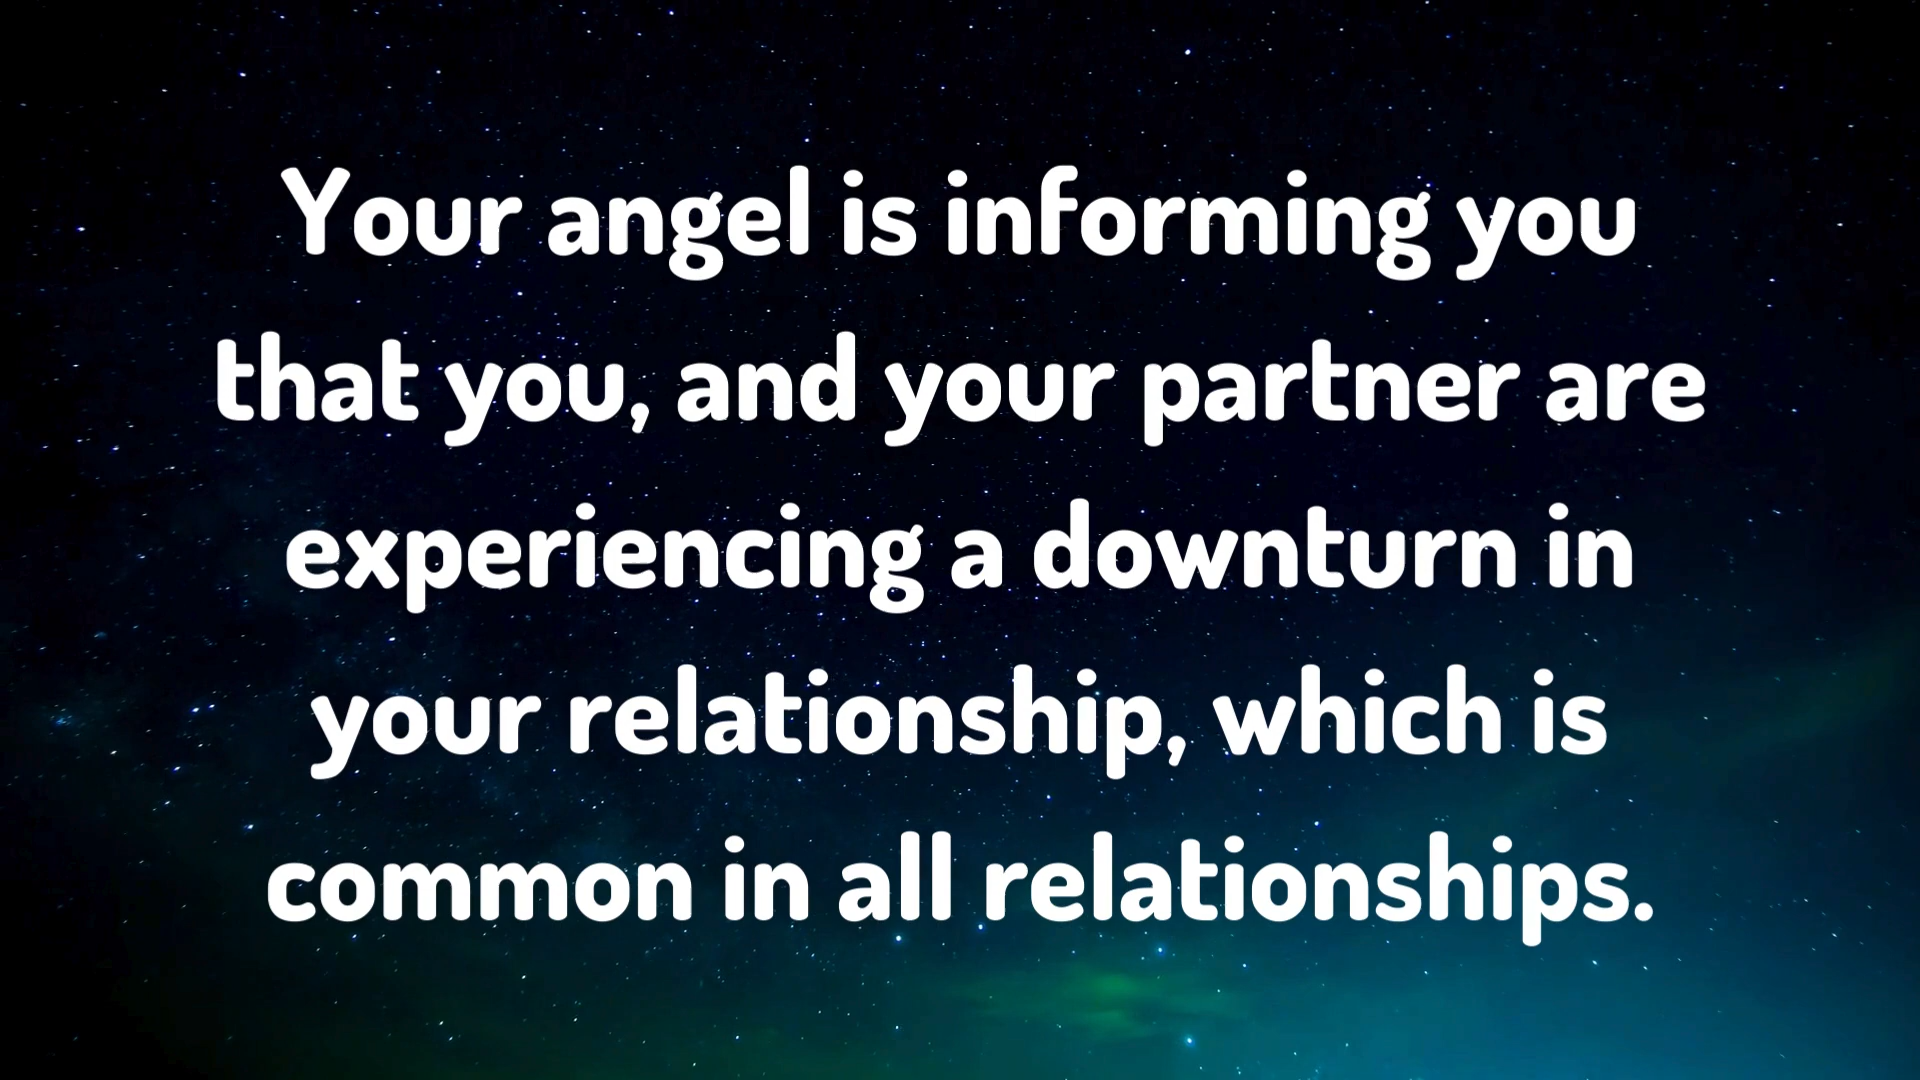 Your angel is informing you
that you, and your partner are
experiencing a downturn in
your relationship, which is
common in all relationships.